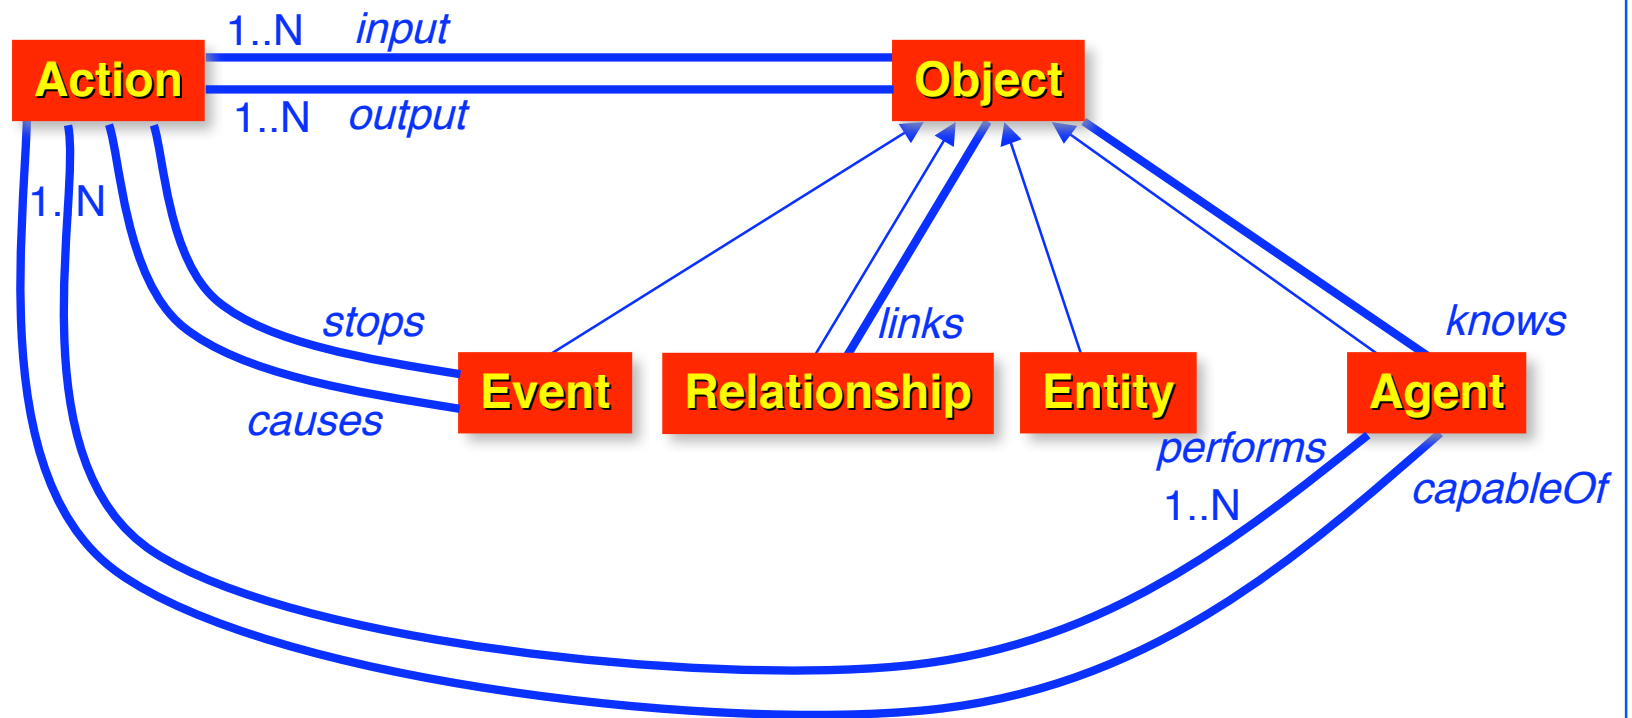 1..N input
Action
Object
1..N output
1..N
stops
links
knows
causes
Event
Relationship
Entity
Agent
performs
capableOf
1..N